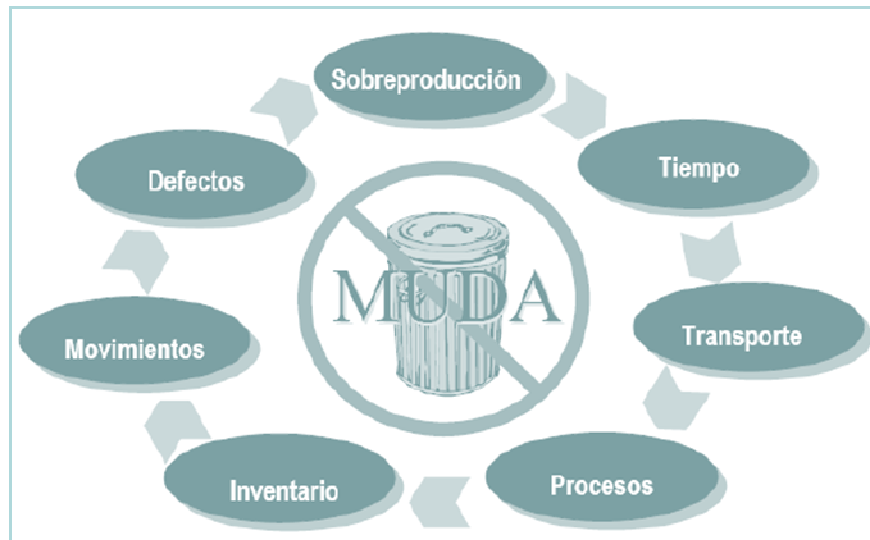 Sobreproducción
Tiempo
Transporte
Procesos
Inventario
Movimientos
Defectos
MUDA